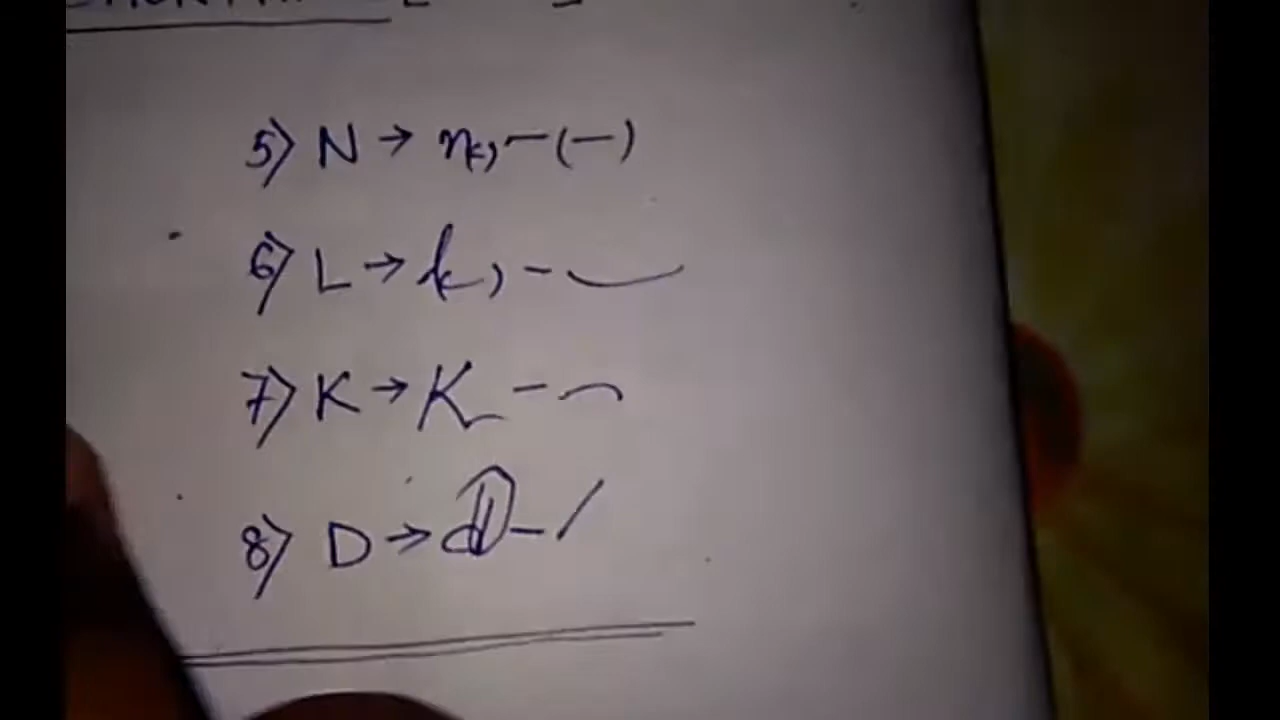 5) N → n, - (-)
6) L → k, - ⌣
7) K → K - ⌢
8) D → d - /